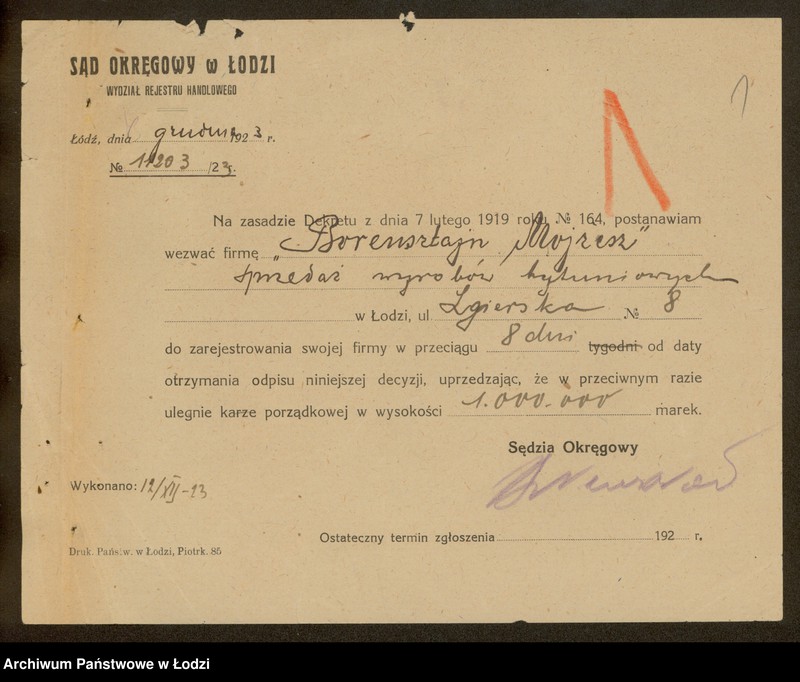 SĄD OKRĘGOWY w ŁODZI
WYDZIAŁ REJESTRU HANDLOWEGO
Łódź, dnia grudnia 1923 r.
№ 11203 /23.
Na zasadzie Dekretu z dnia 7 lutego 1919 roku № 164, postanawiam
wezwać firmę „Borensztajn Mojżesz"
sprzedaż wyrobów tytuniowych
w Łodzi, ul. Zgierska № 8
do zarejestrowania swojej firmy w przeciągu 8 dni tygodni od daty
otrzymania odpisu niniejszej decyzji, uprzedzając, że w przeciwnym razie
ulegnie karze porządkowej w wysokości 1.000.000 marek.
Sędzia Okręgowy
Wykonano: 12/XII-23
Ostateczny termin zgłoszenia 192 r.
Druk. Państw. w Łodzi, Piotrk. 85
Archiwum Państwowe w Łodzi